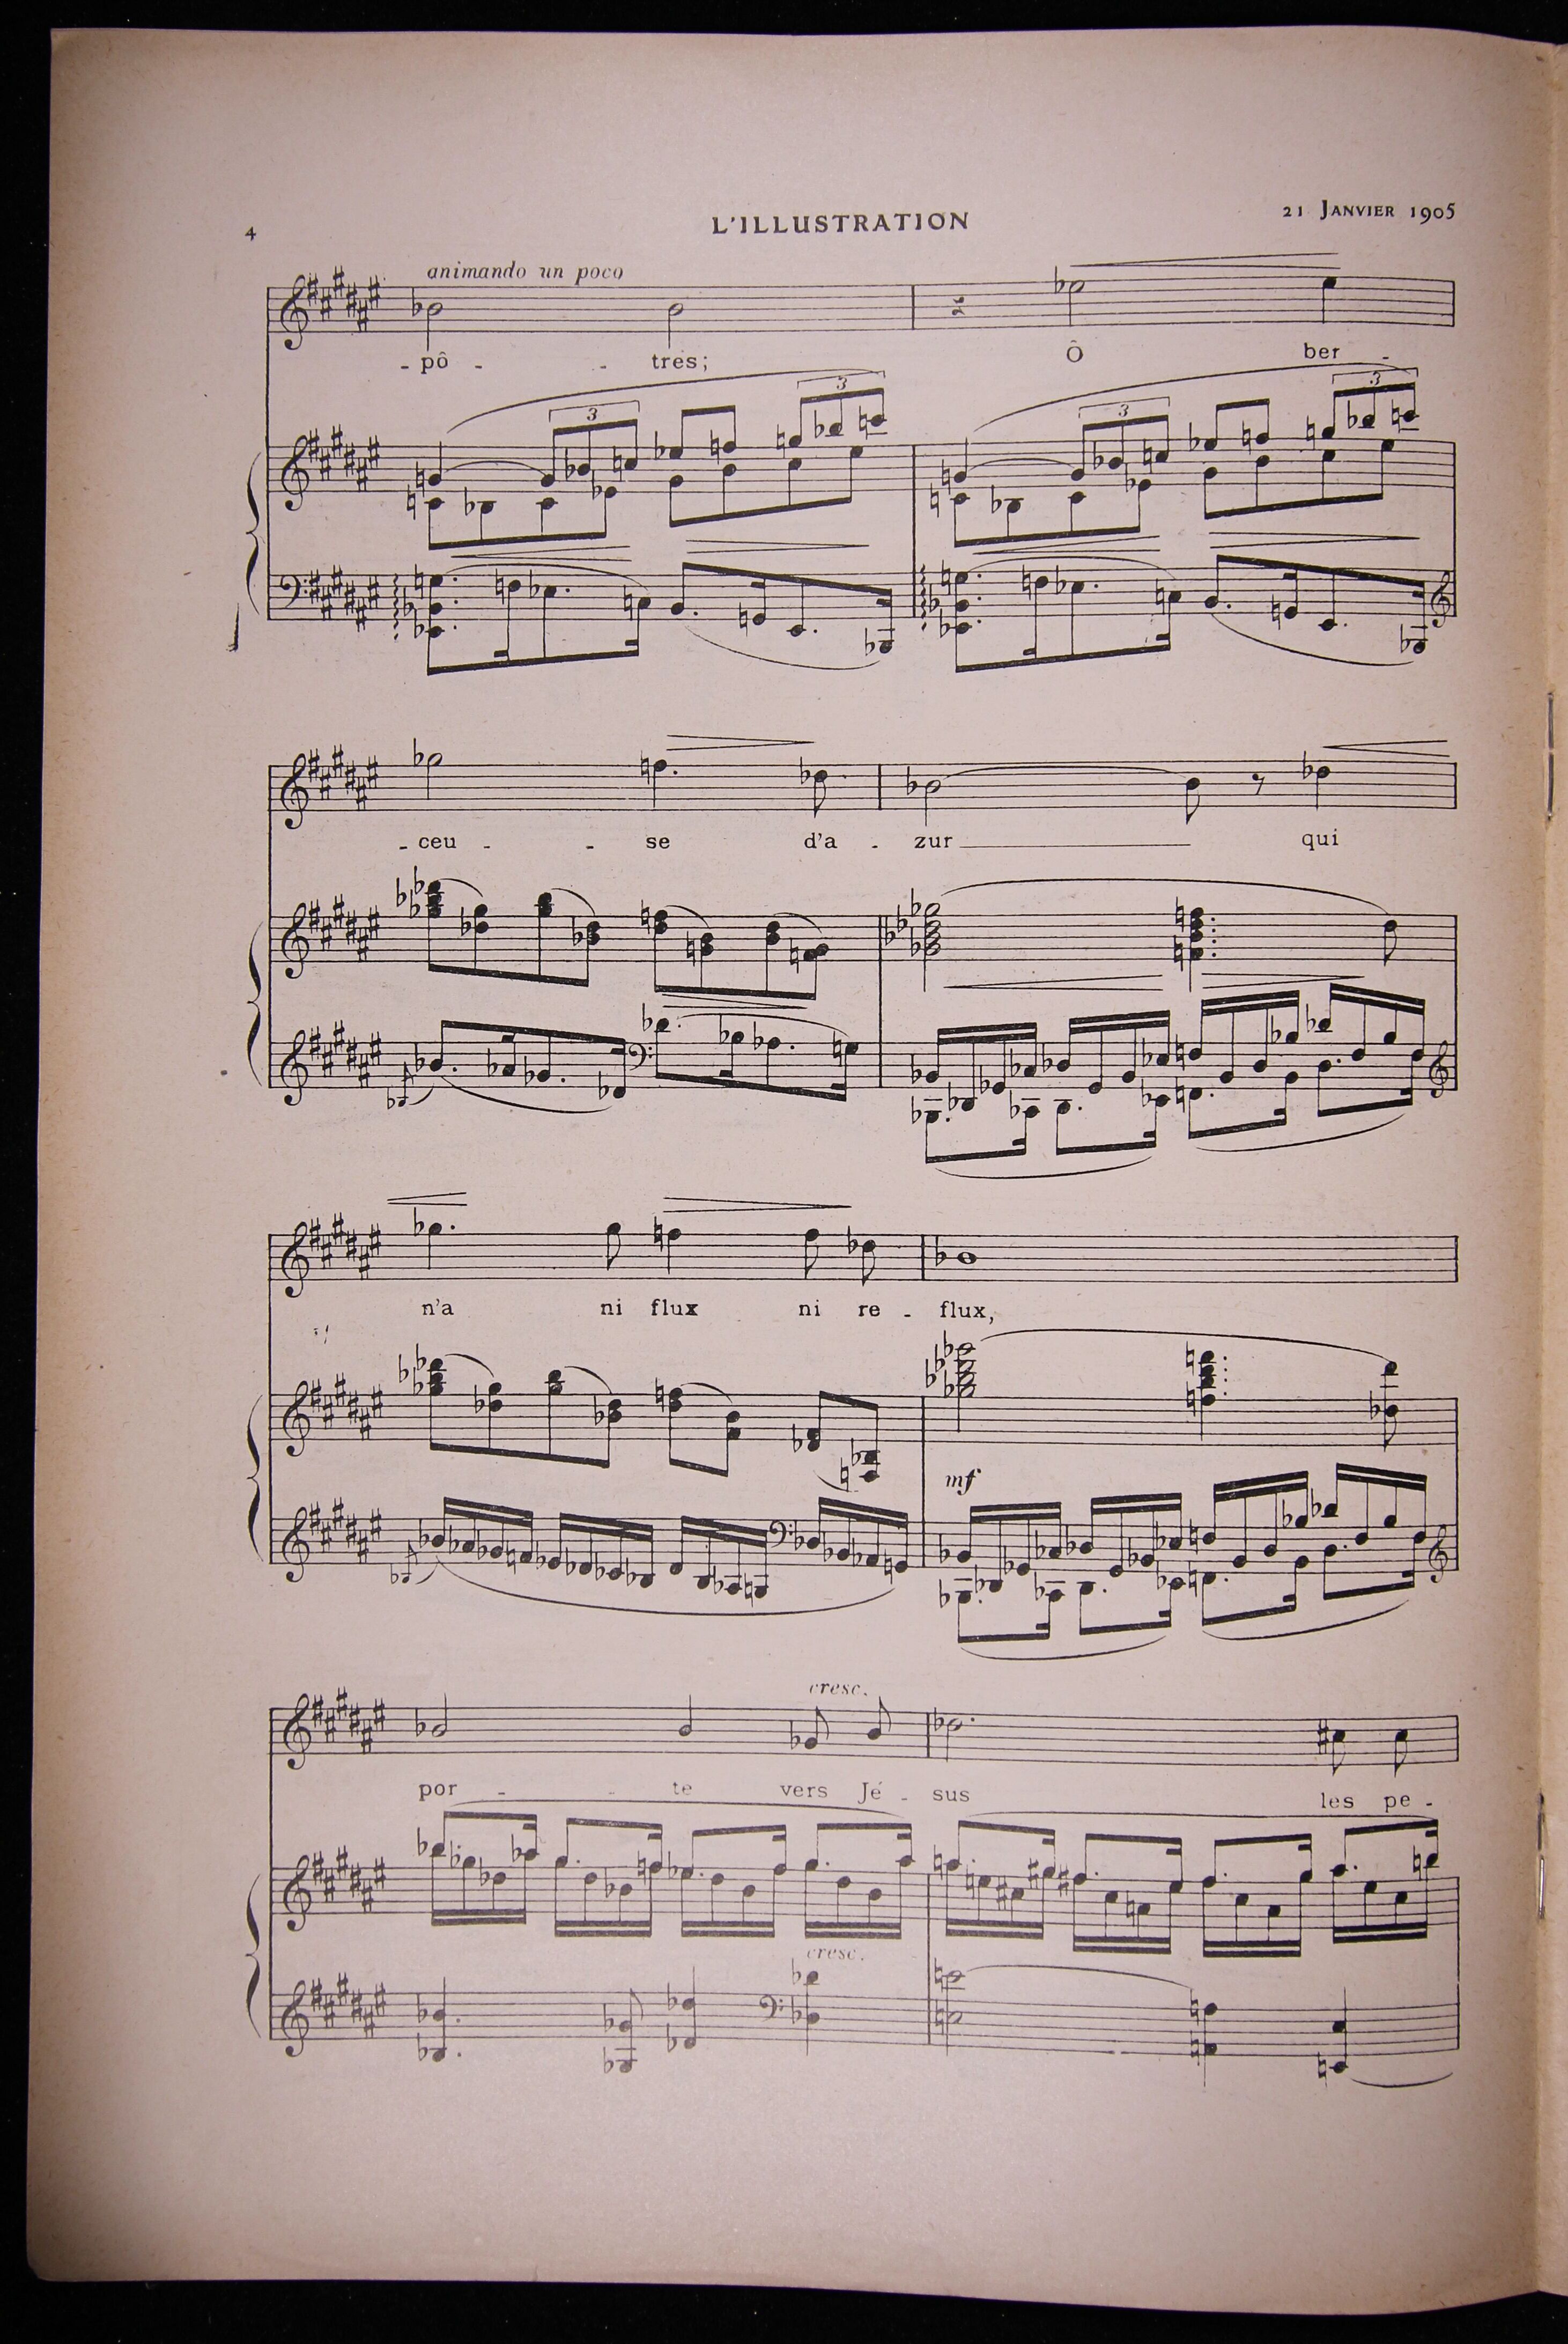 4
L'ILLUSTRATION
21 JANVIER 1905
animando un poco
- pô - - tres; Ô ber -
3 3 3 3
- ceu - - se d'a - zur qui
n'a ni flux ni re - flux,
mf
cresc.
por - - te vers Jé - sus les pe -
cresc.